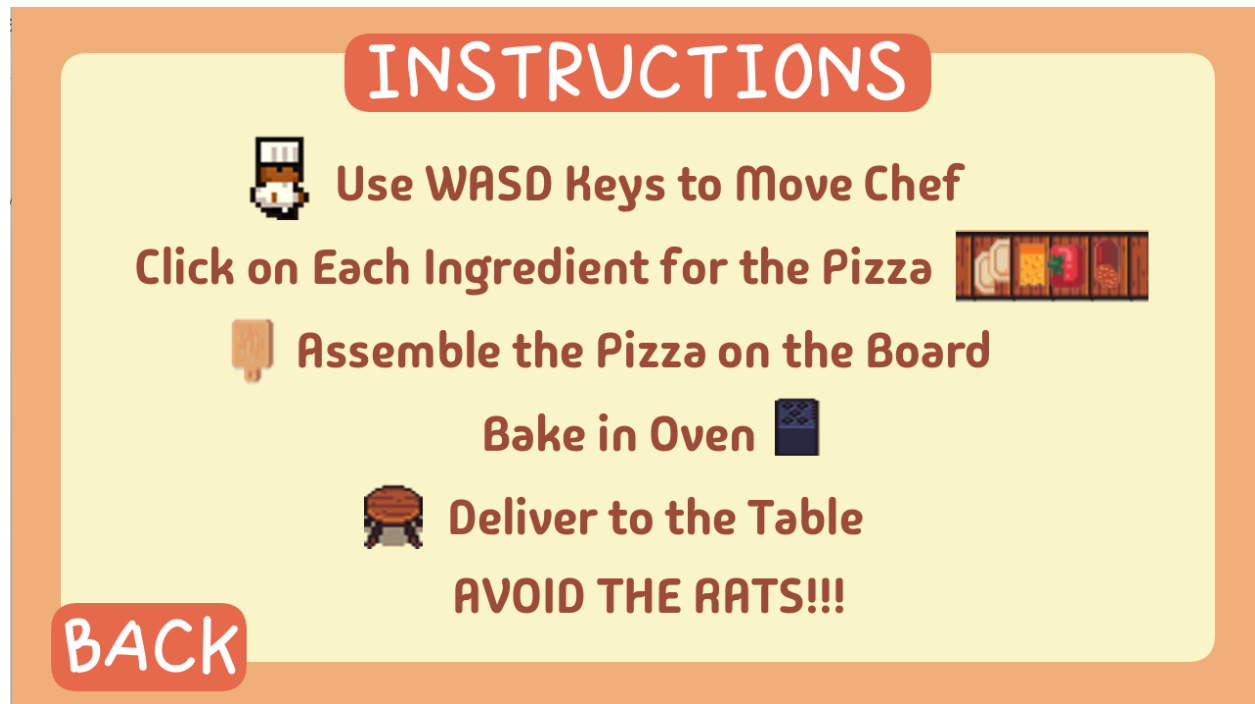 INSTRUCTIONS
Use WASD Keys to Move Chef
Click on Each Ingredient for the Pizza
Assemble the Pizza on the Board
Bake in Oven
Deliver to the Table
AVOID THE RATS!!!
BACK